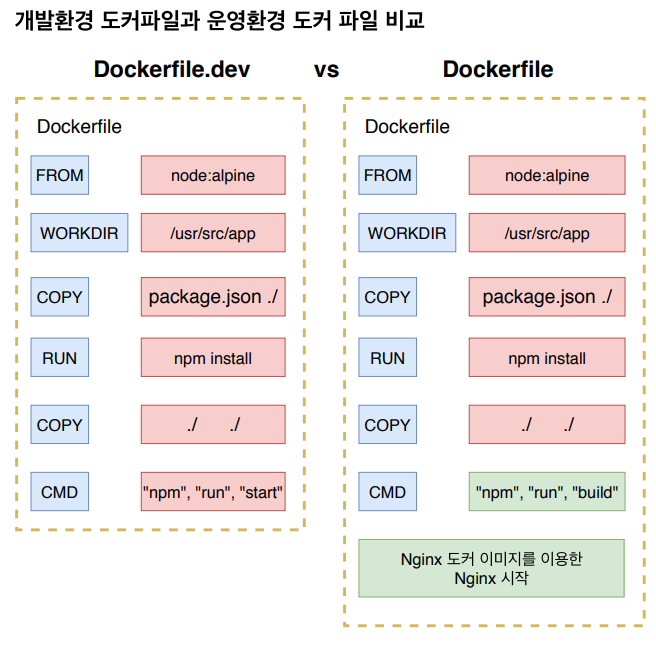 개발환경 도커파일과 운영환경 도커 파일 비교
Dockerfile.dev vs Dockerfile
Dockerfile
FROM node:alpine
WORKDIR /usr/src/app
COPY package.json ./
RUN npm install
COPY ./ ./
CMD "npm", "run", "start"
Dockerfile
FROM node:alpine
WORKDIR /usr/src/app
COPY package.json ./
RUN npm install
COPY ./ ./
CMD "npm", "run", "build"
Nginx 도커 이미지를 이용한
Nginx 시작